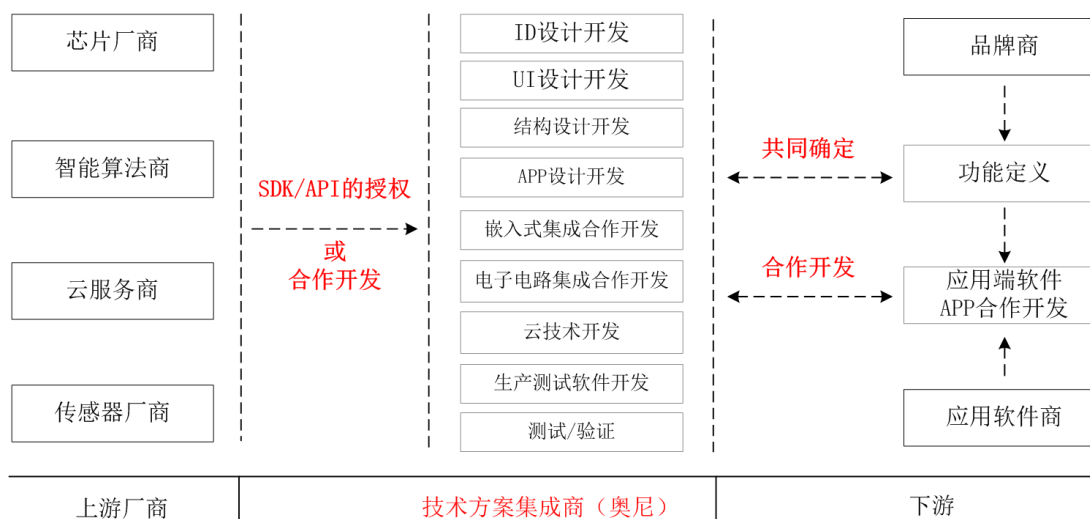 芯片厂商
智能算法商
云服务商
传感器厂商
SDK/API的授权
或
合作开发
ID设计开发
UI设计开发
结构设计开发
APP设计开发
嵌入式集成合作开发
电子电路集成合作开发
云技术开发
生产测试软件开发
测试/验证
共同确定
合作开发
品牌商
功能定义
应用端软件
APP合作开发
应用软件商
上游厂商
技术方案集成商（奥尼）
下游